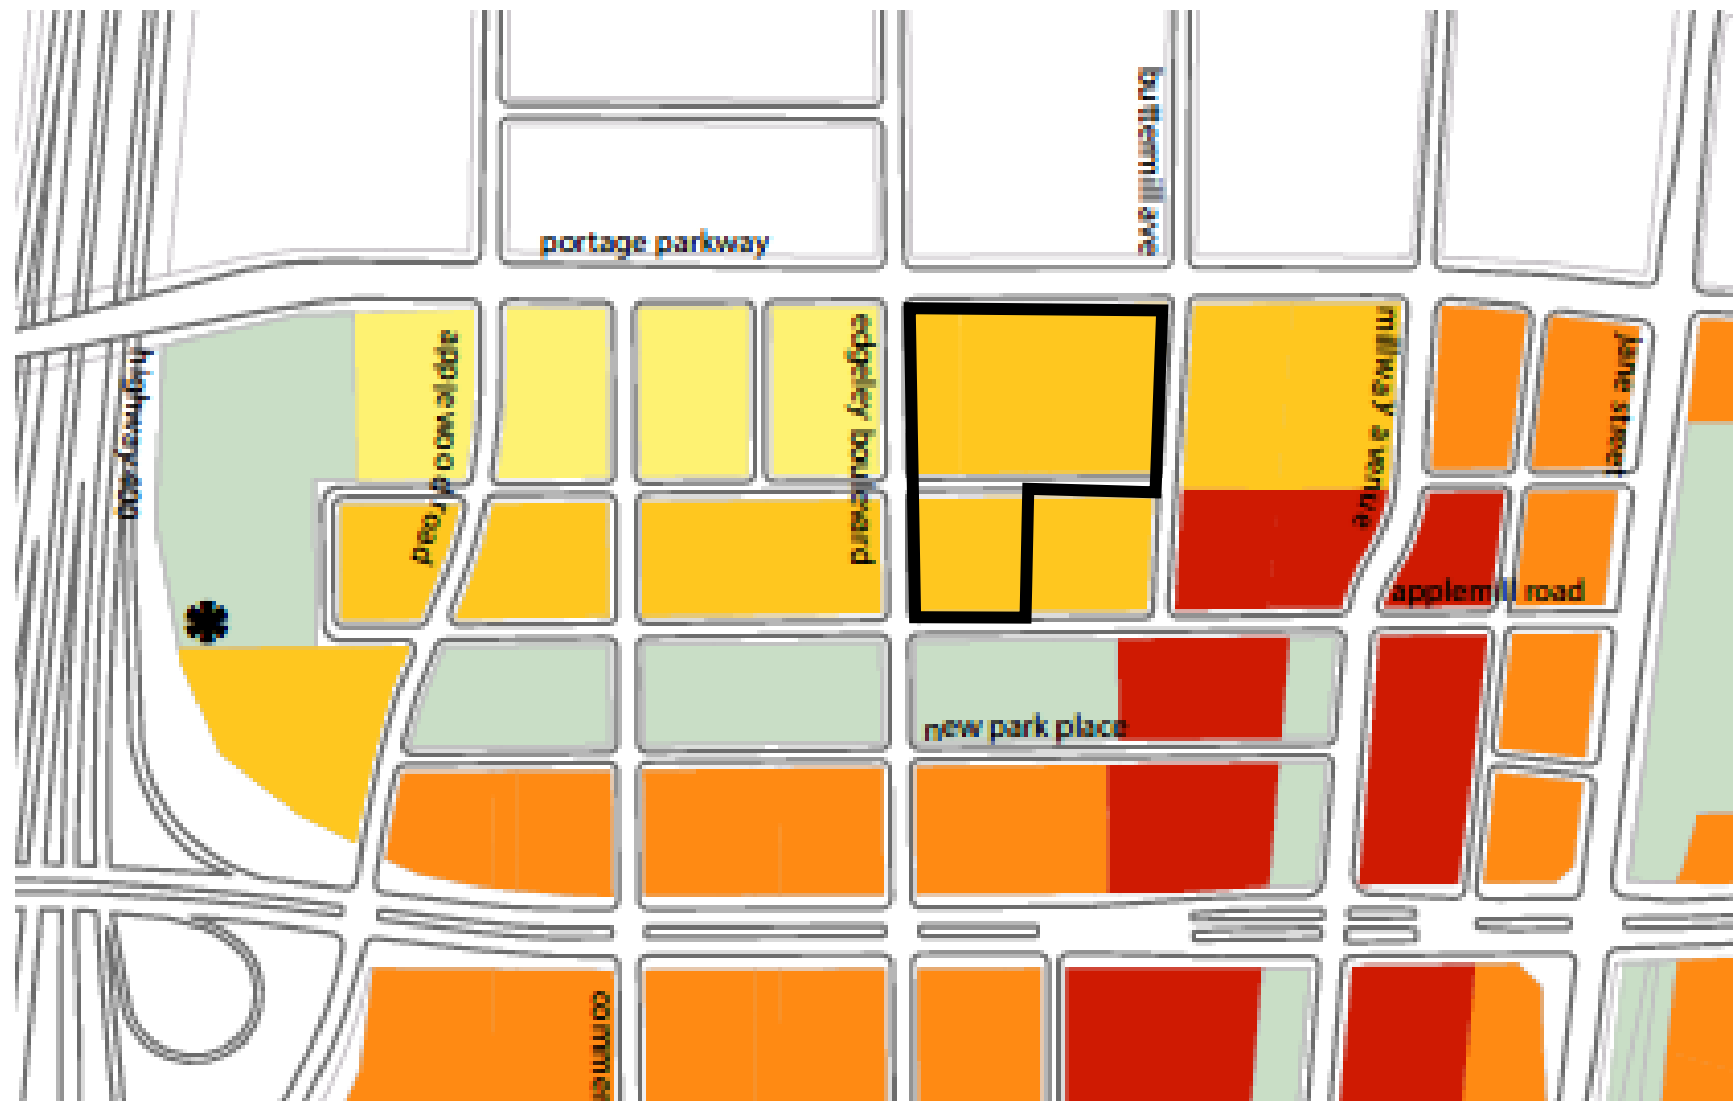 buttermill ave
portage parkway
highway 400
applewood road
edgeley boulevard
millway avenue
jane street
applemill road
new park place
commer